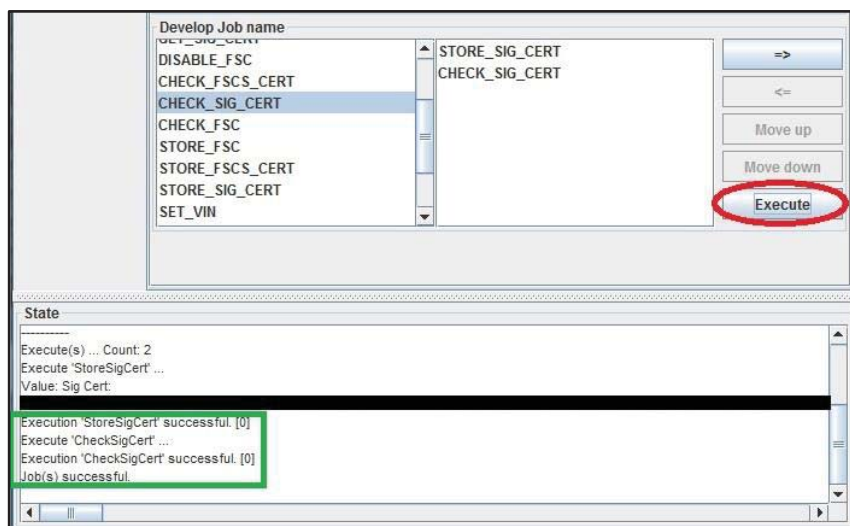 Develop Job name
GET_SIG_CERT
DISABLE_FSC
CHECK_FSCS_CERT
CHECK_SIG_CERT
CHECK_FSC
STORE_FSC
STORE_FSCS_CERT
STORE_SIG_CERT
SET_VIN
STORE_SIG_CERT
CHECK_SIG_CERT
=>
<=
Move up
Move down
Execute
State
----------
Execute(s) ... Count: 2
Execute 'StoreSigCert' ...
Value: Sig Cert:
Execution 'StoreSigCert' successful. [0]
Execute 'CheckSigCert' ...
Execution 'CheckSigCert' successful. [0]
Job(s) successful.